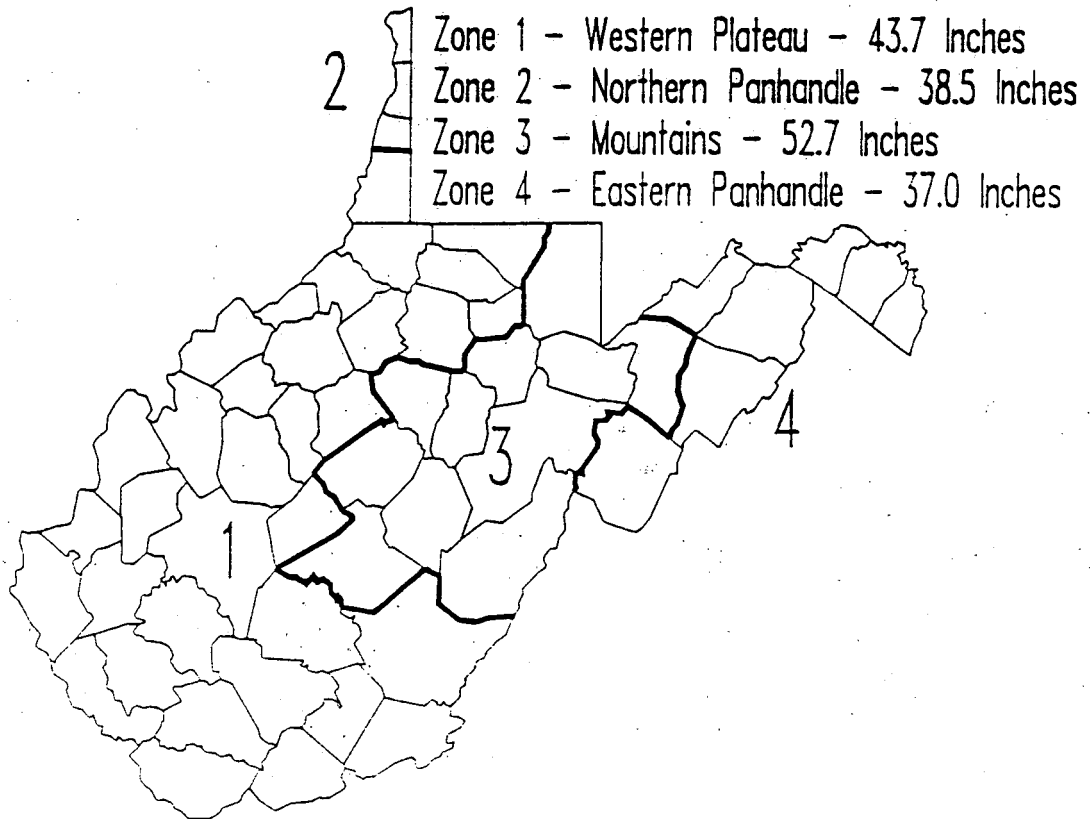 Zone 1 - Western Plateau - 43.7 Inches
Zone 2 - Northern Panhandle - 38.5 Inches
Zone 3 - Mountains - 52.7 Inches
Zone 4 - Eastern Panhandle - 37.0 Inches
2
4
3
1